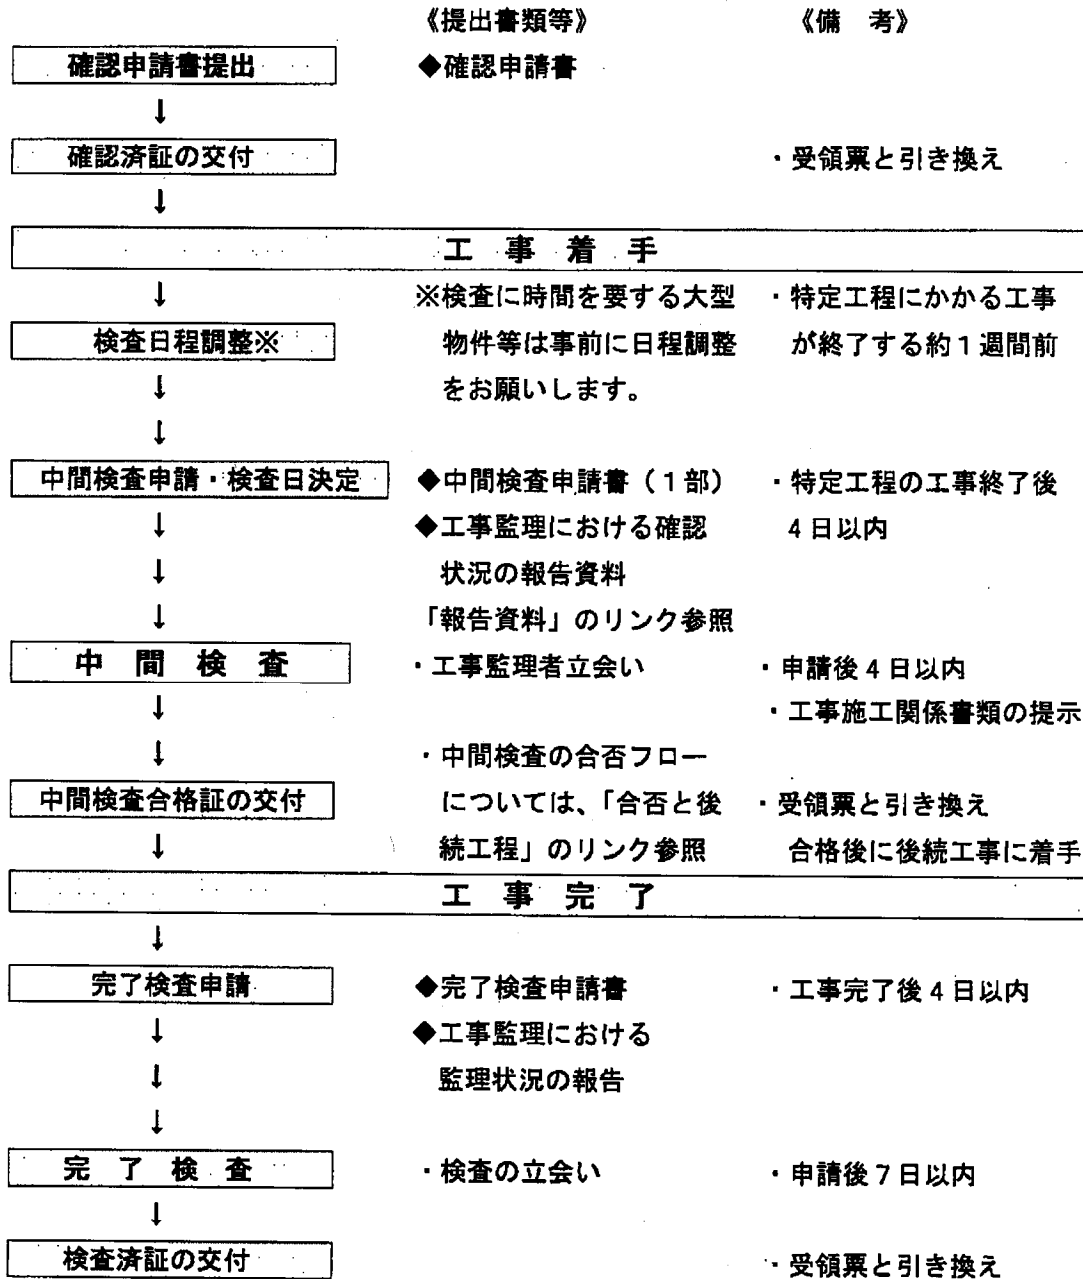 《提出書類等》 《備 考》
確認申請書提出 ◆確認申請書
↓
確認済証の交付 ・受領票と引き換え
↓
工 事 着 手
↓ ※検査に時間を要する大型 ・特定工程にかかる工事
検査日程調整※ 物件等は事前に日程調整 が終了する約1週間前
↓ をお願いします。
↓
中間検査申請・検査日決定 ◆中間検査申請書(1部) ・特定工程の工事終了後
↓ ◆工事監理における確認 4日以内
↓ 状況の報告資料
↓ 「報告資料」のリンク参照
中 間 検 査 ・工事監理者立会い ・申請後4日以内
↓ ・工事施工関係書類の提示
↓ ・中間検査の合否フロー
中間検査合格証の交付 については、「合否と後 ・受領票と引き換え
↓ 続工程」のリンク参照 合格後に後続工事に着手
工 事 完 了
↓
完了検査申請 ◆完了検査申請書 ・工事完了後4日以内
↓ ◆工事監理における
↓ 監理状況の報告
↓
完 了 検 査 ・検査の立会い ・申請後7日以内
↓
検査済証の交付 ・受領票と引き換え